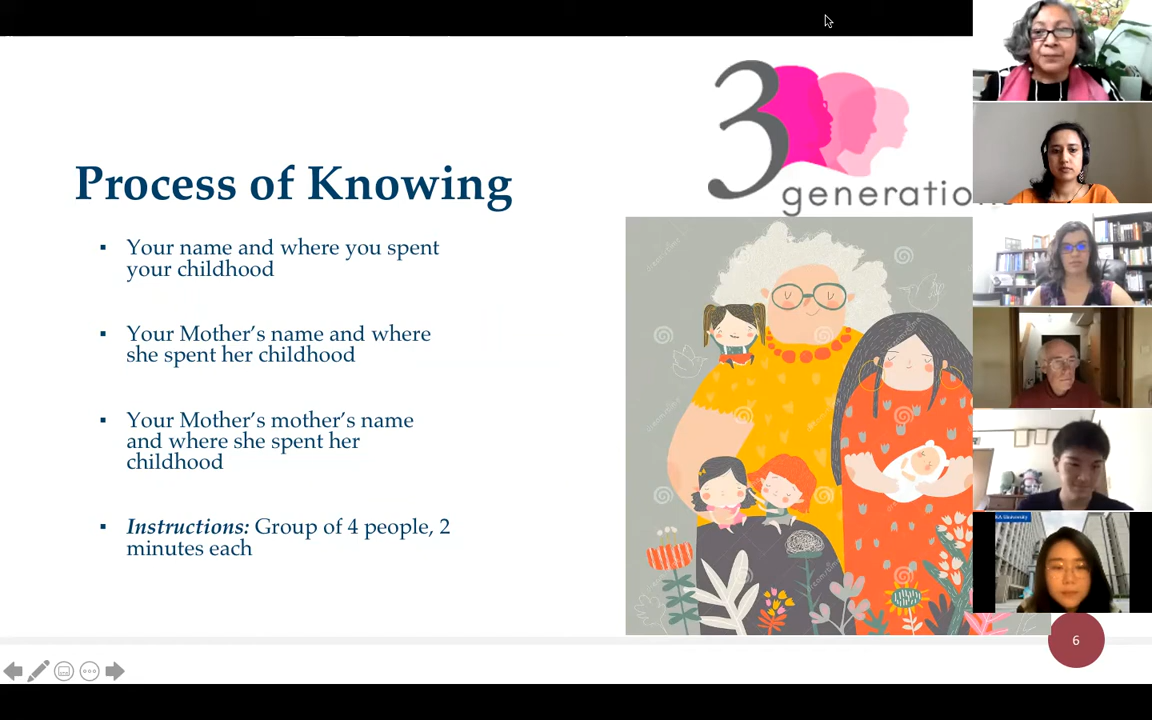 3
generatio
Process of Knowing
▪ Your name and where you spent
your childhood
▪ Your Mother's name and where
she spent her childhood
▪ Your Mother's mother's name
and where she spent her
childhood
▪ Instructions: Group of 4 people, 2
minutes each
University
6